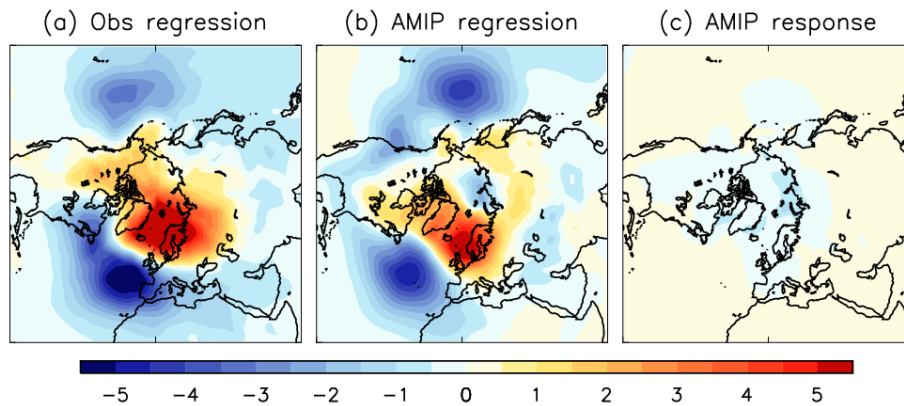 (a) Obs regression (b) AMIP regression (c) AMIP response
-5 -4 -3 -2 -1 0 1 2 3 4 5